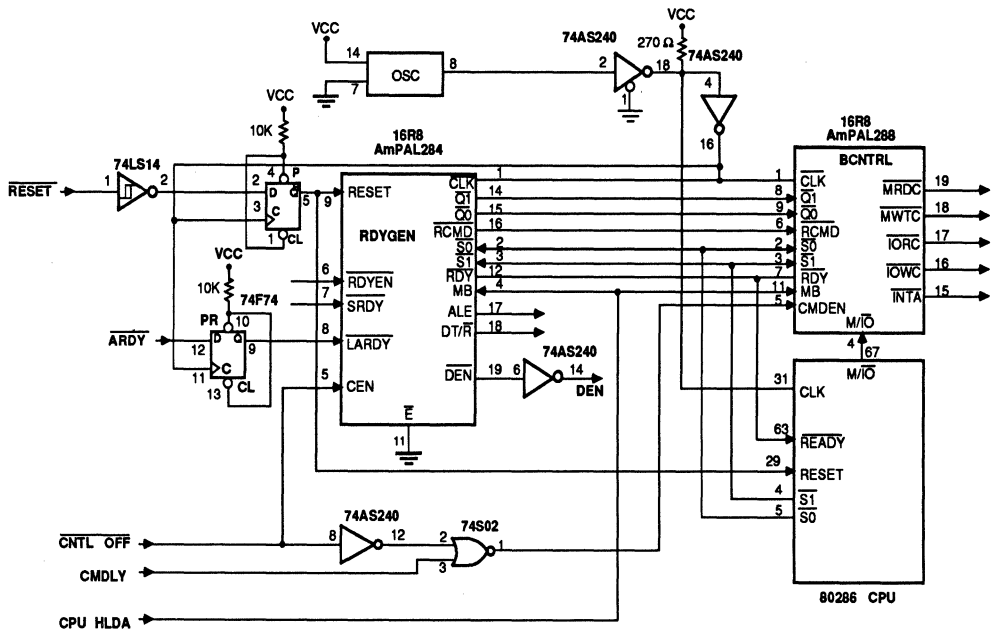 VCC
VCC
74AS240
270 Ω
74AS240
14
OSC
8
2
18
4
7
1
VCC
16
10K
16R8
AmPAL284
16R8
AmPAL288
74LS14
4 P
BCNTRL
RESET
1
2
2 D Q 5
9
RESET
CLK
1
1
CLK
MRDC
19
3
C
Q1
14
8
Q1
RDYGEN
Q0
15
9
Q0
MWTC
18
1
CL
RCMD
16
6
RCMD
S0
2
2
S0
IORC
17
VCC
S1
3
3
S1
6
RDYEN
RDY
12
7
RDY
IOWC
16
10K
7
SRDY
MB
4
11
MB
INTA
15
74F74
ALE
17
5
CMDEN
PR
10
8
LARDY
DT/R
18
M/IO
ARDY
12
D Q
9
74AS240
4
67
11
C
5
CEN
DEN
19
6
14
DEN
M/IO
13
CL
31
CLK
E
11
63
READY
29
RESET
4
S1
74AS240
74S02
5
S0
CNTL OFF
8
12
2
1
CMDLY
3
80286 CPU
CPU HLDA